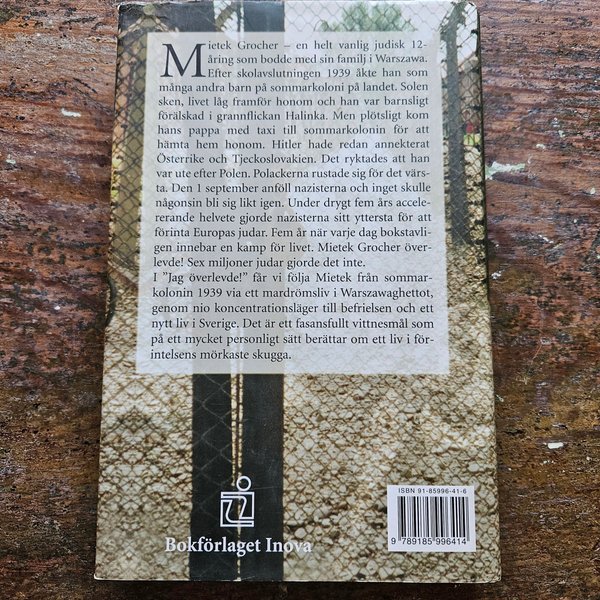 Mietek Grocher – en helt vanlig judisk 12-
åring som bodde med sin familj i Warszawa.
Efter skolavslutningen 1939 åkte han som
många andra barn på sommarkoloni på landet. Solen
sken, livet låg framför honom och han var barnsligt
förälskad i grannflickan Halinka. Men plötsligt kom
hans pappa med taxi till sommarkolonin för att
hämta hem honom. Hitler hade redan annekterat
Österrike och Tjeckoslovakien. Det ryktades att han
var ute efter Polen. Polackerna rustade sig för det värs-
ta. Den 1 september anföll nazisterna och inget skulle
någonsin bli sig likt igen. Under drygt fem års accele-
rerande helvete gjorde nazisterna sitt yttersta för att
förinta Europas judar. Fem år när varje dag bokstavli-
gen innebar en kamp för livet. Mietek Grocher över-
levde! Sex miljoner judar gjorde det inte.
I ”Jag överlevde!” får vi följa Mietek från sommar-
kolonin 1939 via ett mardrömsliv i Warszawaghettot,
genom nio koncentrationsläger till befrielsen och ett
nytt liv i Sverige. Det är ett fasansfullt vittnesmål som
på ett mycket personligt sätt berättar om ett liv i för-
intelsens mörkaste skugga.
Bokförlaget Inova
ISBN 91-85996-41-6
9 789185 996414